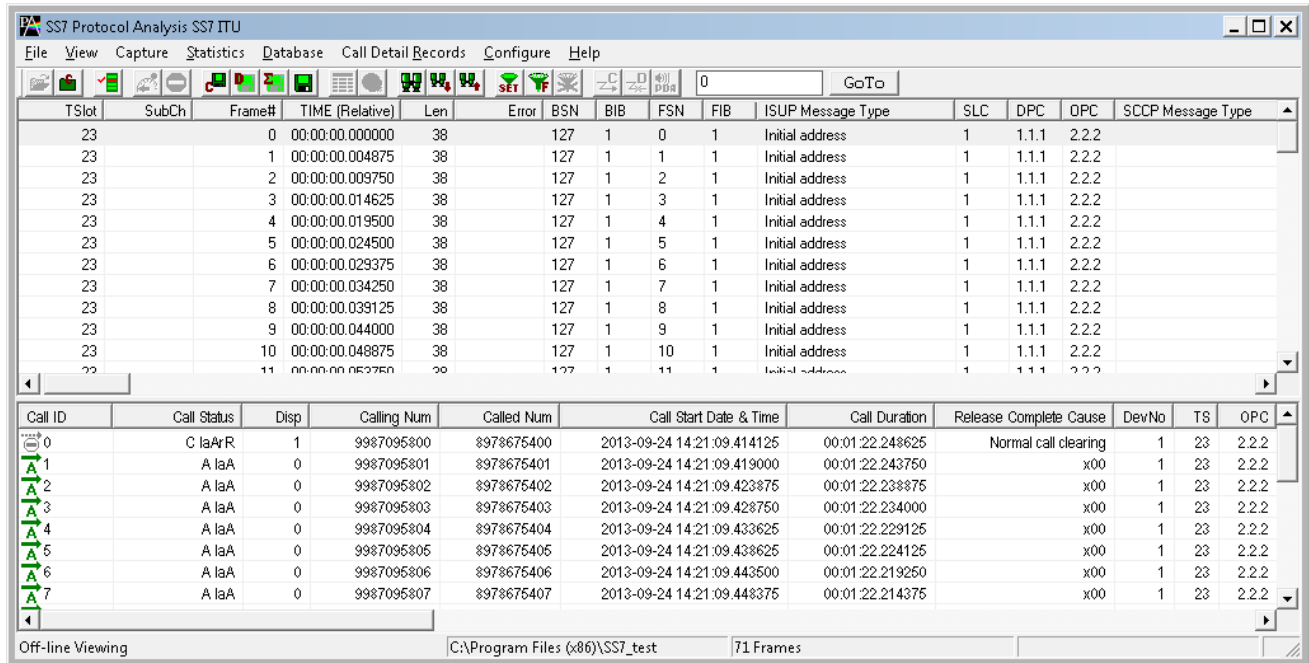 SS7 Protocol Analysis SS7 ITU
File View Capture Statistics Database Call Detail Records Configure Help
SET F PDA 0 GoTo
TSlot SubCh Frame# TIME (Relative) Len Error BSN BIB FSN FIB ISUP Message Type SLC DPC OPC SCCP Message Type
23 0 00:00:00.000000 38 127 1 0 1 Initial address 1 1.1.1 2.2.2
23 1 00:00:00.004875 38 127 1 1 1 Initial address 1 1.1.1 2.2.2
23 2 00:00:00.009750 38 127 1 2 1 Initial address 1 1.1.1 2.2.2
23 3 00:00:00.014625 38 127 1 3 1 Initial address 1 1.1.1 2.2.2
23 4 00:00:00.019500 38 127 1 4 1 Initial address 1 1.1.1 2.2.2
23 5 00:00:00.024500 38 127 1 5 1 Initial address 1 1.1.1 2.2.2
23 6 00:00:00.029375 38 127 1 6 1 Initial address 1 1.1.1 2.2.2
23 7 00:00:00.034250 38 127 1 7 1 Initial address 1 1.1.1 2.2.2
23 8 00:00:00.039125 38 127 1 8 1 Initial address 1 1.1.1 2.2.2
23 9 00:00:00.044000 38 127 1 9 1 Initial address 1 1.1.1 2.2.2
23 10 00:00:00.048875 38 127 1 10 1 Initial address 1 1.1.1 2.2.2
23 11 00:00:00.053750 38 127 1 11 1 Initial address 1 1.1.1 2.2.2
Call ID Call Status Disp Calling Num Called Num Call Start Date & Time Call Duration Release Complete Cause DevNo TS OPC
0 C IaArR 1 9987095800 8978675400 2013-09-24 14:21:09.414125 00:01:22.248625 Normal call clearing 1 23 2.2.2
A 1 A IaA 0 9987095801 8978675401 2013-09-24 14:21:09.419000 00:01:22.243750 x00 1 23 2.2.2
A 2 A IaA 0 9987095802 8978675402 2013-09-24 14:21:09.423875 00:01:22.238875 x00 1 23 2.2.2
A 3 A IaA 0 9987095803 8978675403 2013-09-24 14:21:09.428750 00:01:22.234000 x00 1 23 2.2.2
A 4 A IaA 0 9987095804 8978675404 2013-09-24 14:21:09.433625 00:01:22.229125 x00 1 23 2.2.2
A 5 A IaA 0 9987095805 8978675405 2013-09-24 14:21:09.438625 00:01:22.224125 x00 1 23 2.2.2
A 6 A IaA 0 9987095806 8978675406 2013-09-24 14:21:09.443500 00:01:22.219250 x00 1 23 2.2.2
A 7 A IaA 0 9987095807 8978675407 2013-09-24 14:21:09.448375 00:01:22.214375 x00 1 23 2.2.2
Off-line Viewing C:\Program Files (x86)\SS7_test 71 Frames